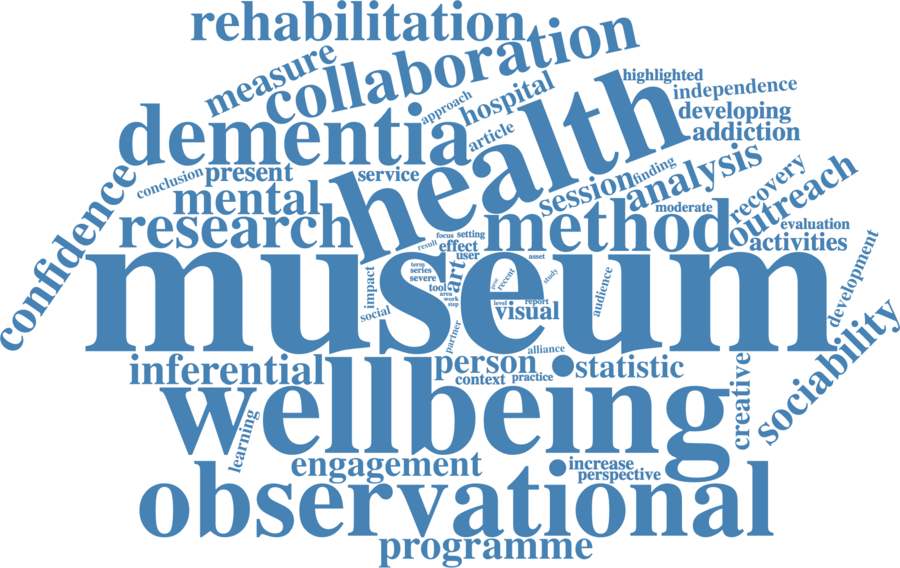 rehabilitation
measure
collaboration
highlighted
independence
approach
hospital
developing
dementia
health
article
addiction
conclusion
present
service
session
finding
analysis
recovery
outreach
mental
moderate
confidence
research
method
evaluation
activities
focus
setting
result
effect
user
asset
museum
term
series
severe
impact
art
tool
area
work
step
social
prow
recent
study
level
report
visual
audience
development
partner
alliance
inferential
person
statistic
context
practice
creative
sociability
wellbeing
learning
engagement
increase
perspective
observational
programme